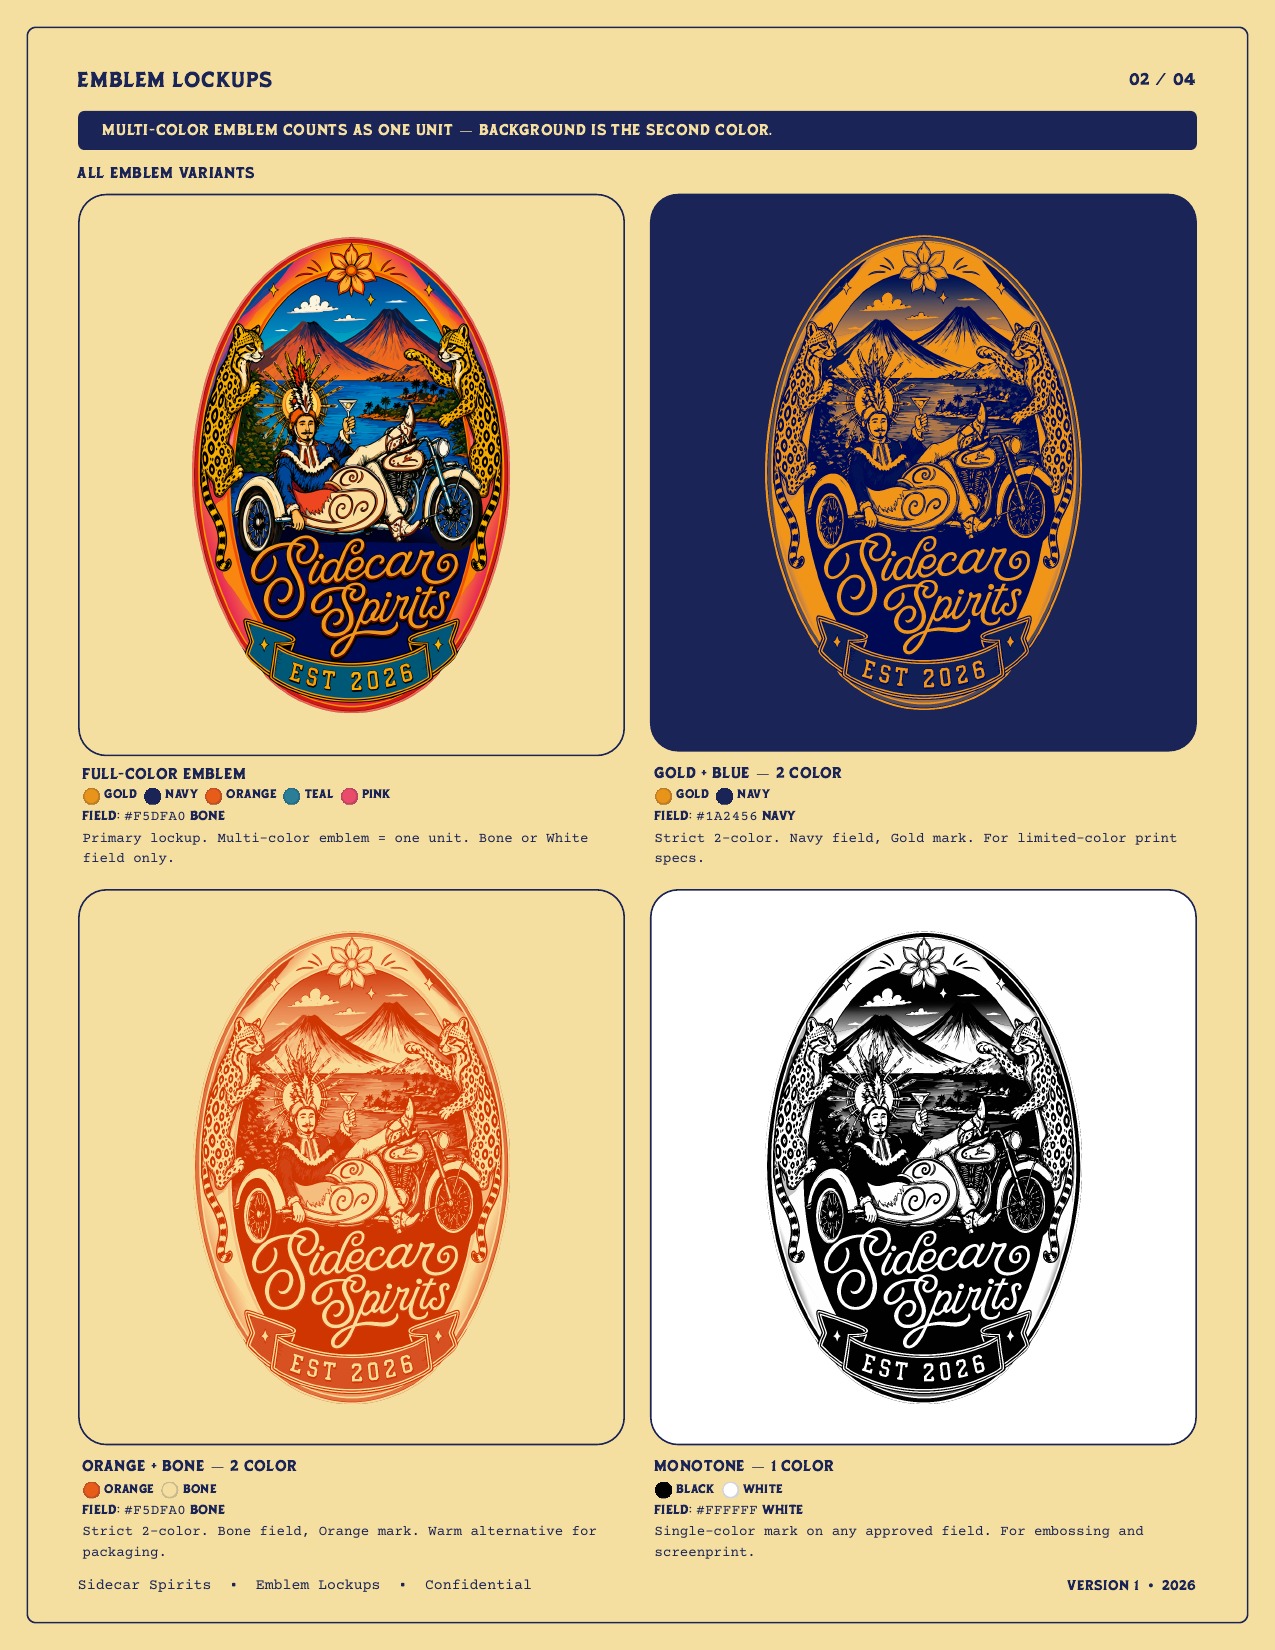 EMBLEM LOCKUPS
02 / 04
MULTI-COLOR EMBLEM COUNTS AS ONE UNIT — BACKGROUND IS THE SECOND COLOR.
ALL EMBLEM VARIANTS
Sidecar
Spirits
EST 2026
Sidecar
Spirits
EST 2026
FULL-COLOR EMBLEM
GOLD NAVY ORANGE TEAL PINK
FIELD: #F5DFA0 BONE
Primary lockup. Multi-color emblem = one unit. Bone or White
field only.
GOLD + BLUE — 2 COLOR
GOLD NAVY
FIELD: #1A2456 NAVY
Strict 2-color. Navy field, Gold mark. For limited-color print
specs.
Sidecar
Spirits
EST 2026
Sidecar
Spirits
EST 2026
ORANGE + BONE — 2 COLOR
ORANGE BONE
FIELD: #F5DFA0 BONE
Strict 2-color. Bone field, Orange mark. Warm alternative for
packaging.
MONOTONE — 1 COLOR
BLACK WHITE
FIELD: #FFFFFF WHITE
Single-color mark on any approved field. For embossing and
screenprint.
Sidecar Spirits ▪ Emblem Lockups ▪ Confidential
VERSION 1 • 2026